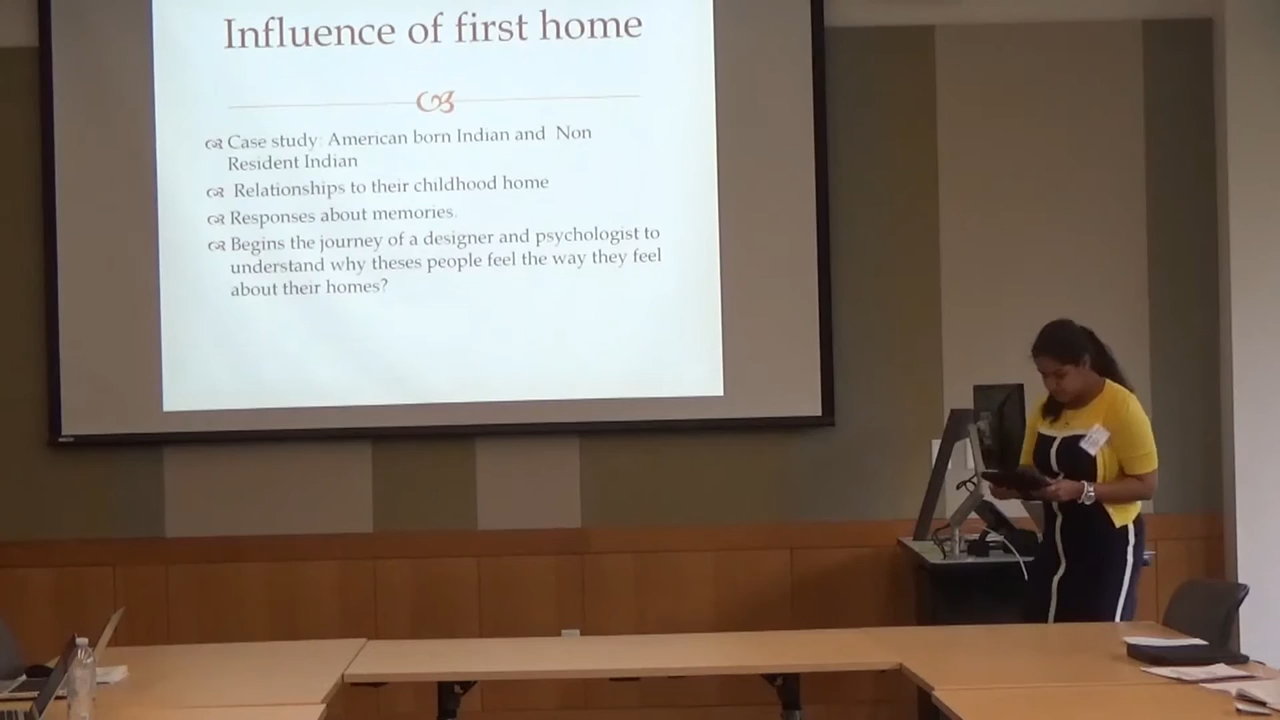 Influence of first home
Case study: American born Indian and Non
Resident Indian
Relationships to their childhood home
Responses about memories.
Begins the journey of a designer and psychologist to
understand why theses people feel the way they feel
about their homes?